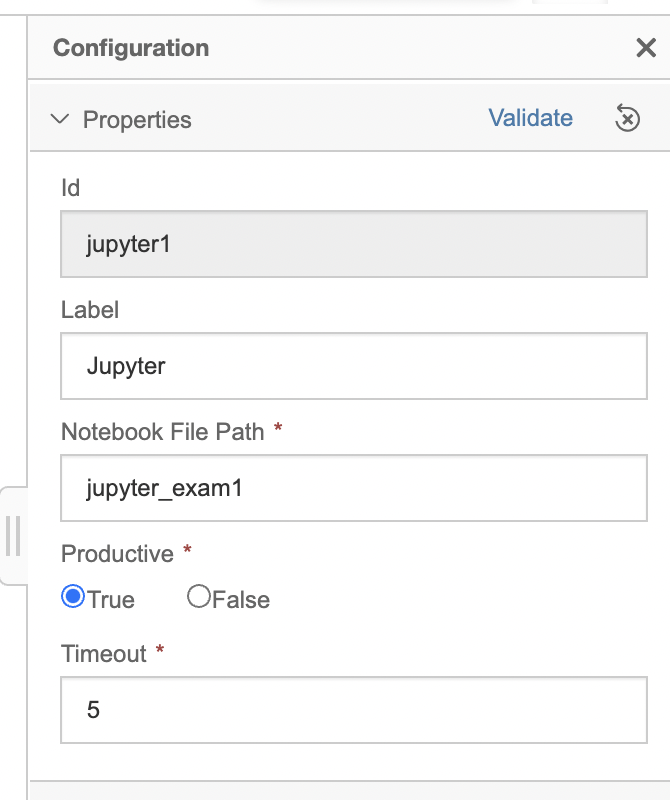 Configuration
Properties Validate
Id
jupyter1
Label
Jupyter
Notebook File Path *
jupyter_exam1
Productive *
True False
Timeout *
5